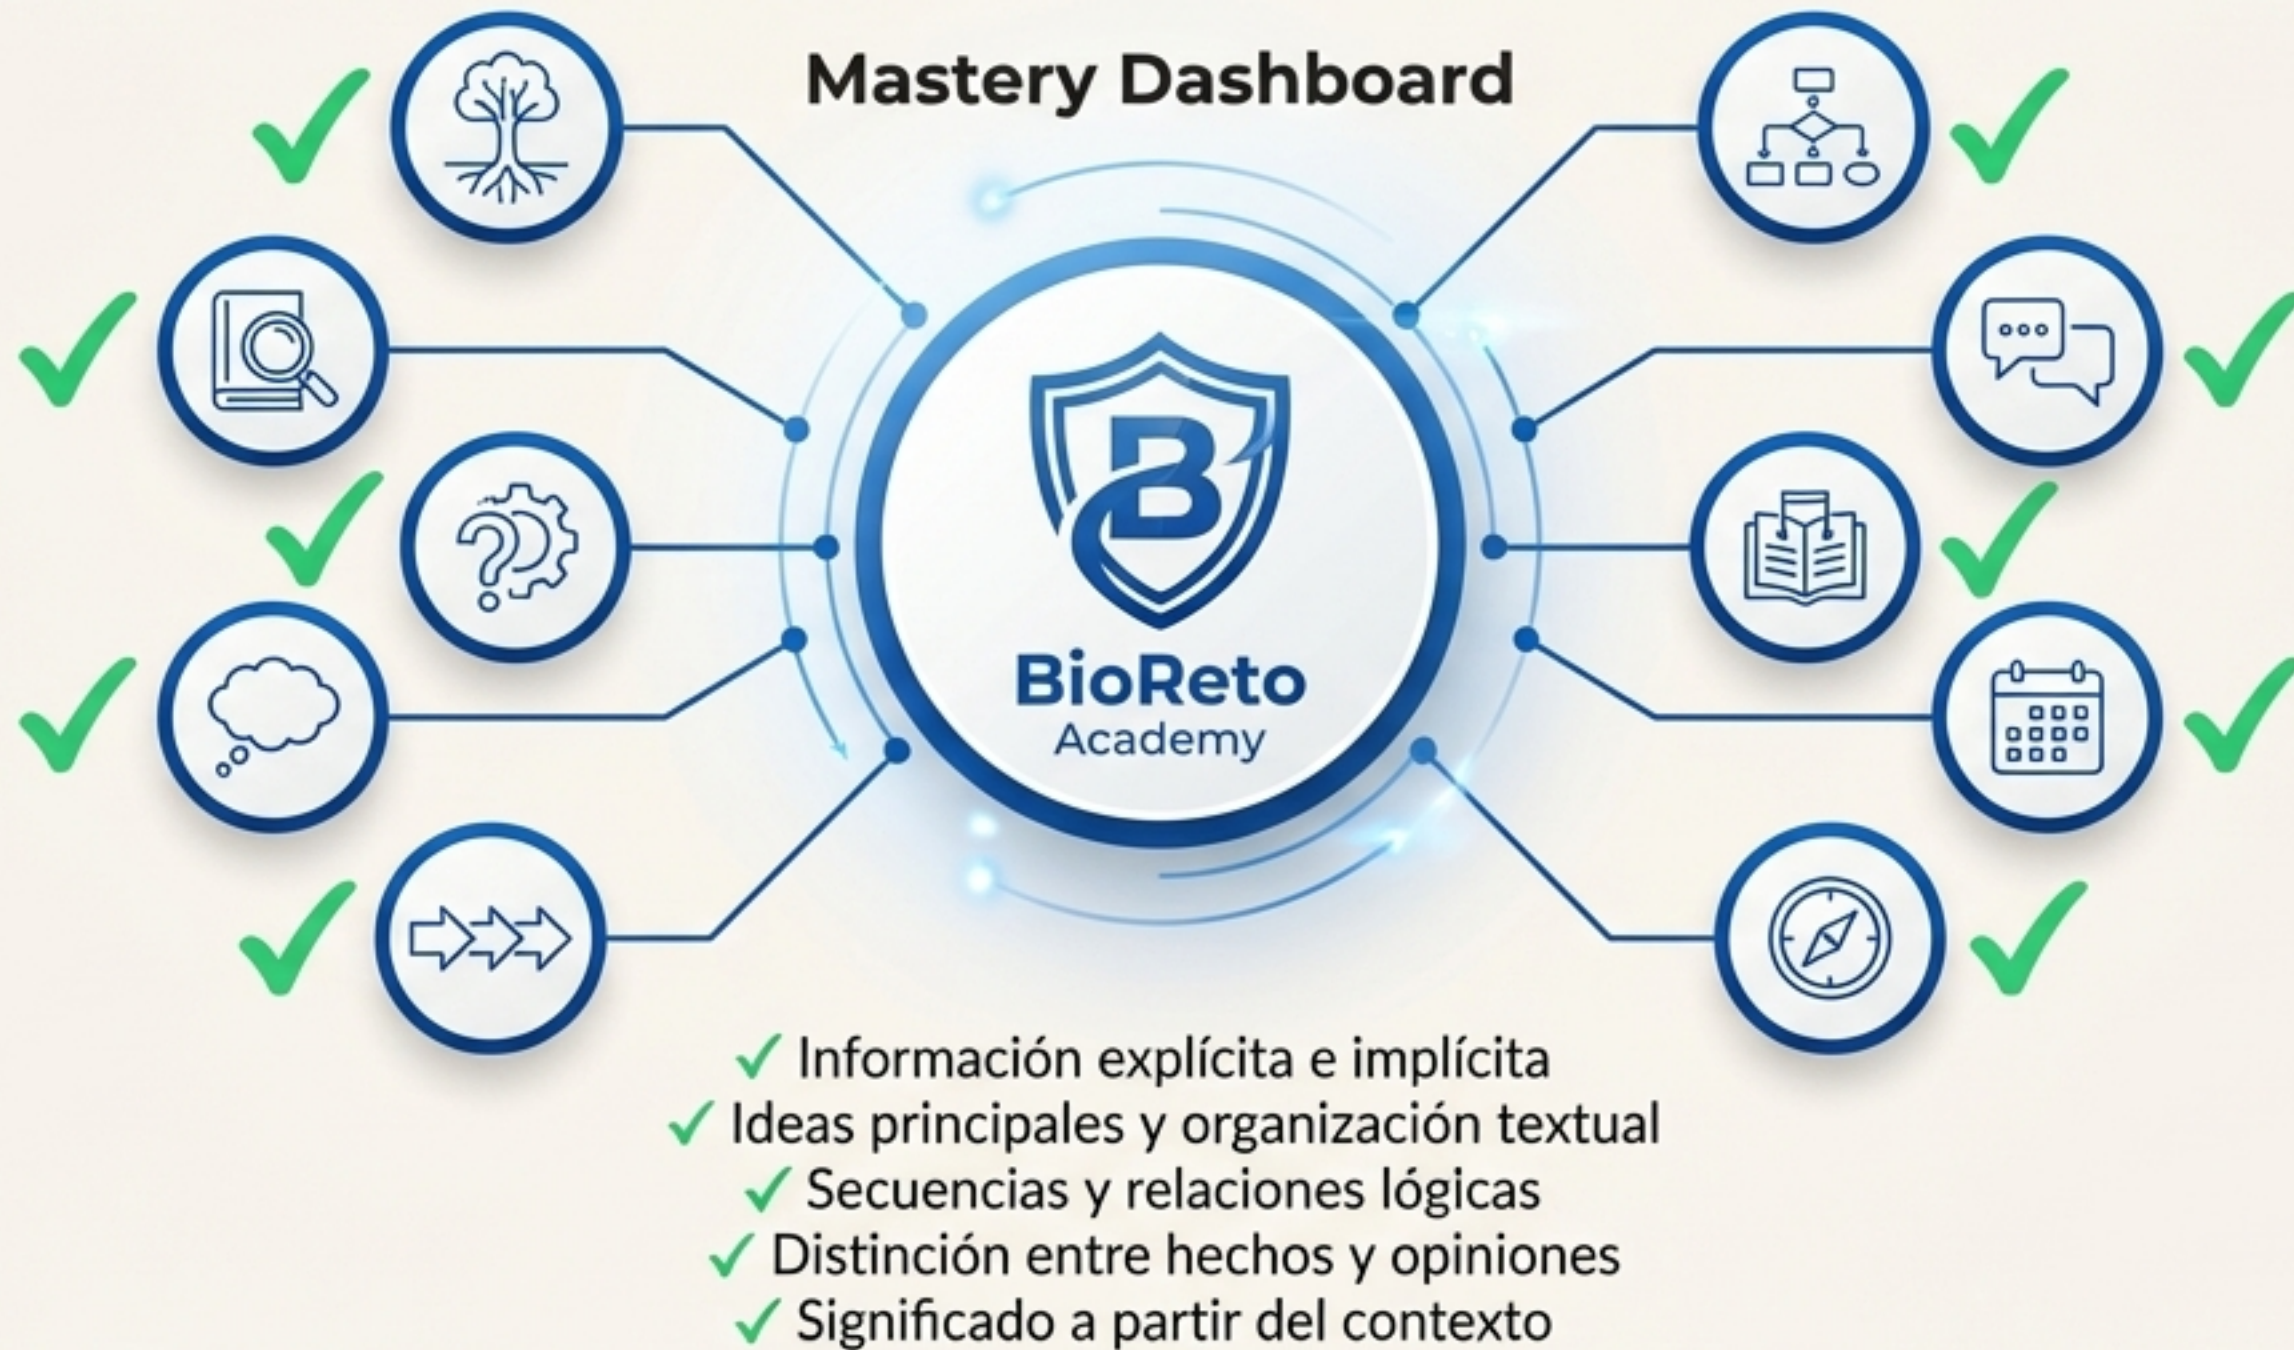 Mastery Dashboard
B
BioReto
Academy
✓ Información explícita e implícita
✓ Ideas principales y organización textual
✓ Secuencias y relaciones lógicas
✓ Distinción entre hechos y opiniones
✓ Significado a partir del contexto